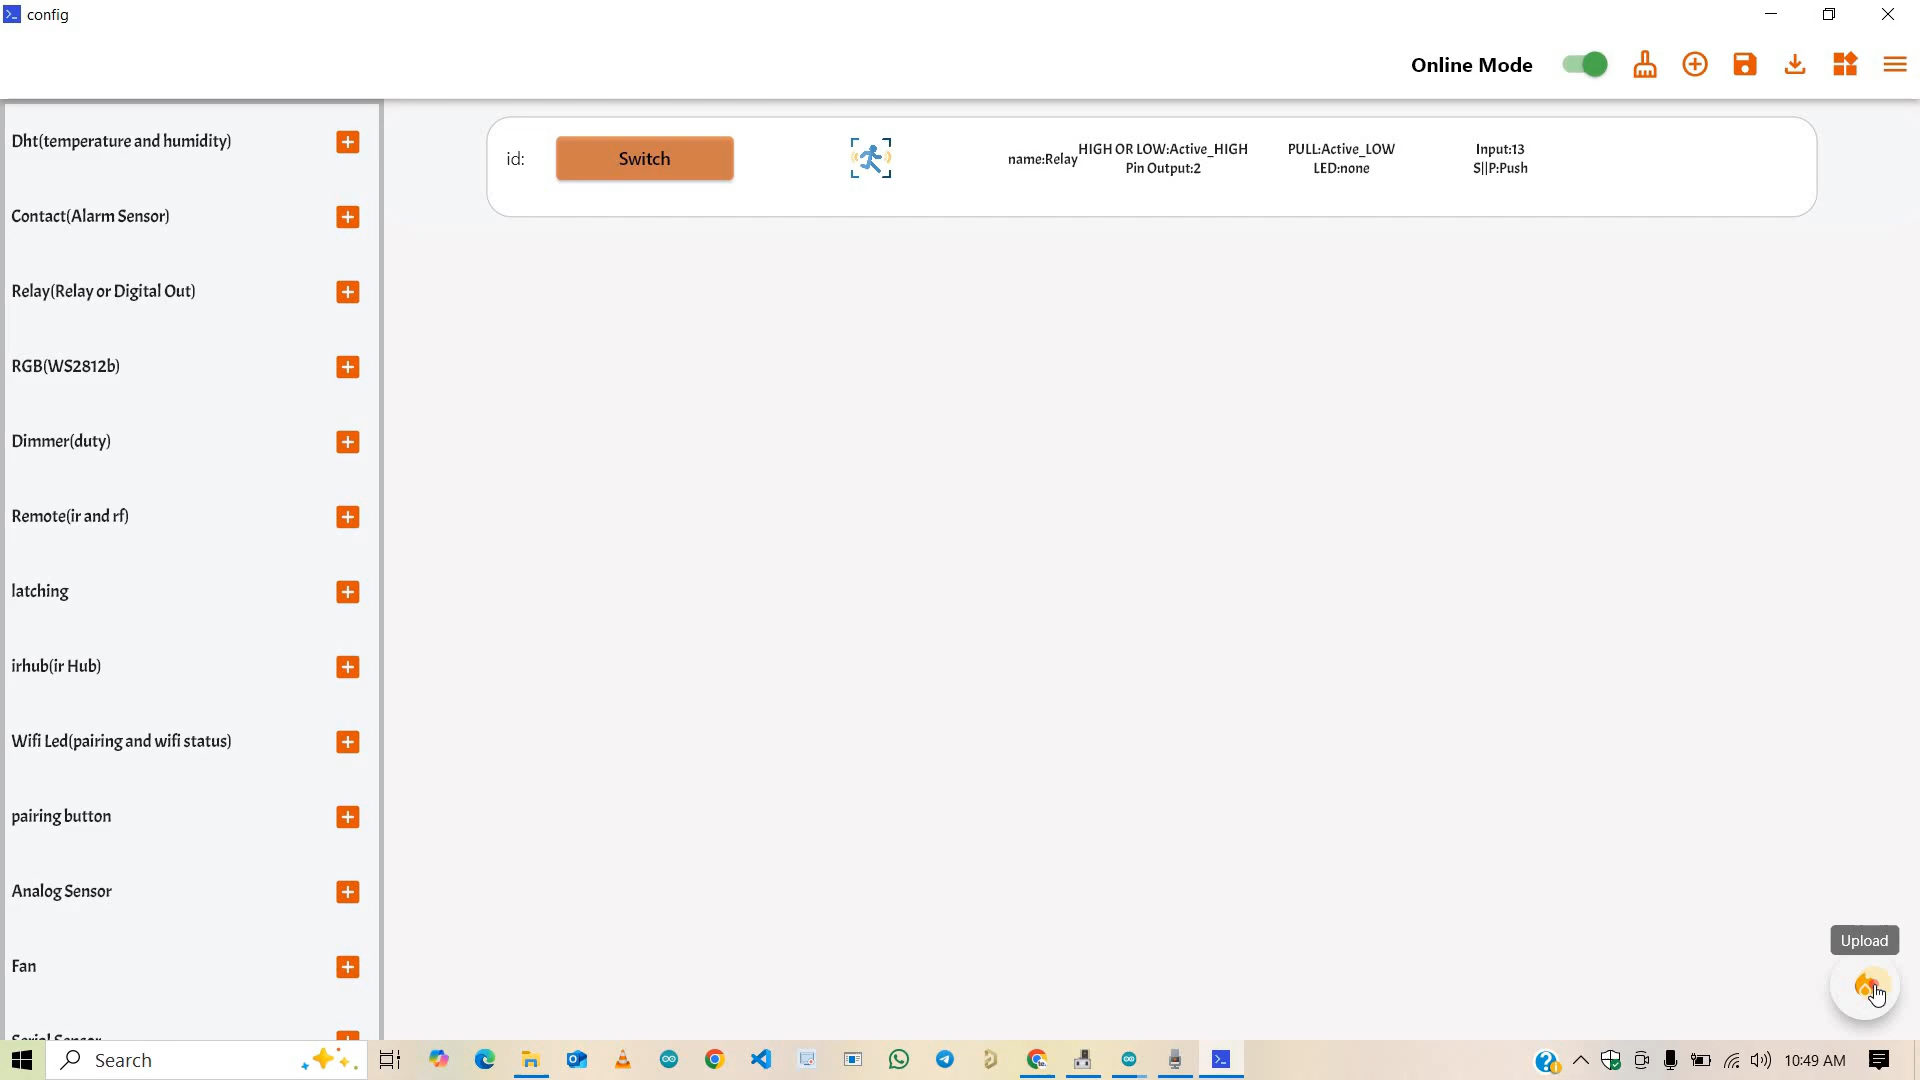 config
Online Mode
Dht(temperature and humidity)
Contact(Alarm Sensor)
Relay(Relay or Digital Out)
RGB(WS2812b)
Dimmer(duty)
Remote(ir and rf)
latching
irhub(ir Hub)
Wifi Led(pairing and wifi status)
pairing button
Analog Sensor
Fan
Serial Sensor
id:
Switch
name:Relay
HIGH OR LOW:Active_HIGH
Pin Output:2
PULL:Active_LOW
LED:none
Input:13
S||P:Push
Upload
Search
10:49 AM